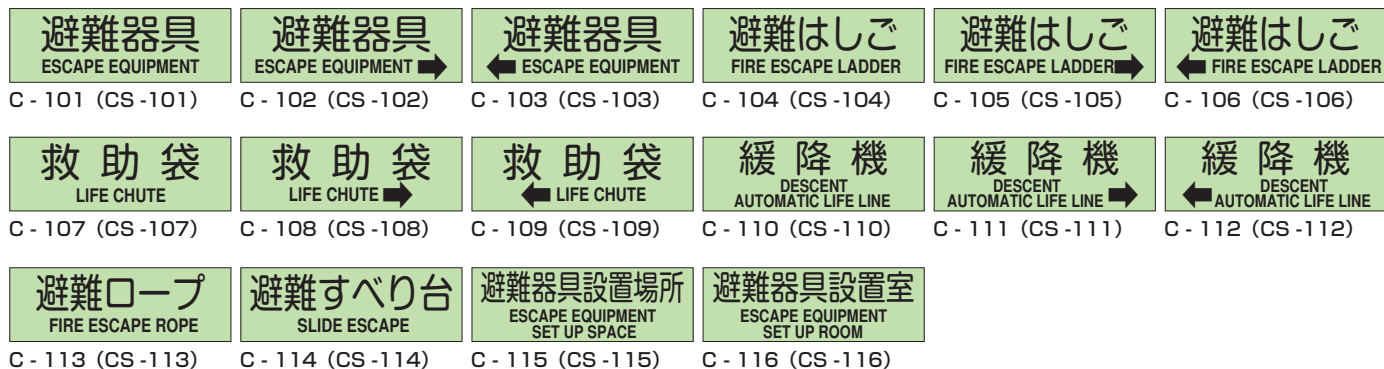 避難器具
ESCAPE EQUIPMENT
C - 101 (CS -101)
避難器具
ESCAPE EQUIPMENT ➡
C - 102 (CS -102)
避難器具
⬅ ESCAPE EQUIPMENT
C - 103 (CS -103)
避難はしご
FIRE ESCAPE LADDER
C - 104 (CS -104)
避難はしご
FIRE ESCAPE LADDER➡
C - 105 (CS -105)
避難はしご
⬅ FIRE ESCAPE LADDER
C - 106 (CS -106)
救助袋
LIFE CHUTE
C - 107 (CS -107)
救助袋
LIFE CHUTE ➡
C - 108 (CS -108)
救助袋
⬅ LIFE CHUTE
C - 109 (CS -109)
緩降機
DESCENT
AUTOMATIC LIFE LINE
C - 110 (CS -110)
緩降機
DESCENT
AUTOMATIC LIFE LINE ➡
C - 111 (CS -111)
緩降機
DESCENT
⬅ AUTOMATIC LIFE LINE
C - 112 (CS -112)
避難ロープ
FIRE ESCAPE ROPE
C - 113 (CS -113)
避難すべり台
SLIDE ESCAPE
C - 114 (CS -114)
避難器具設置場所
ESCAPE EQUIPMENT
SET UP SPACE
C - 115 (CS -115)
避難器具設置室
ESCAPE EQUIPMENT
SET UP ROOM
C - 116 (CS -116)